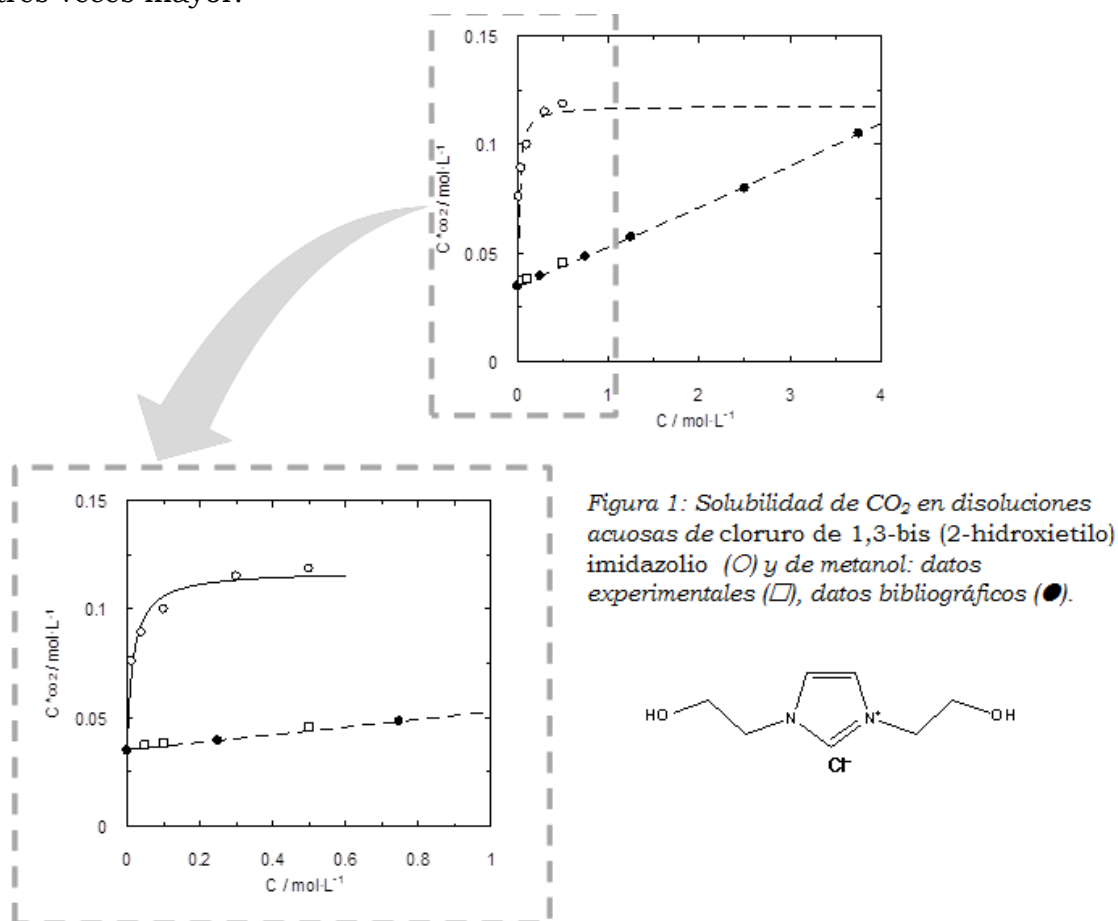 tres veces mayor.
0.15
0.1
0.05
0
C*co2 / mol·L-1
0 1 2 3 4
C / mol·L-1
0.15
0.1
0.05
0
C*co2 / mol·L-1
0 0.2 0.4 0.6 0.8 1
C / mol·L-1
Figura 1: Solubilidad de CO2 en disoluciones
acuosas de cloruro de 1,3-bis (2-hidroxietilo)
imidazolio (O) y de metanol: datos
experimentales (□), datos bibliográficos (●).
HO N N+ OH
Cl-